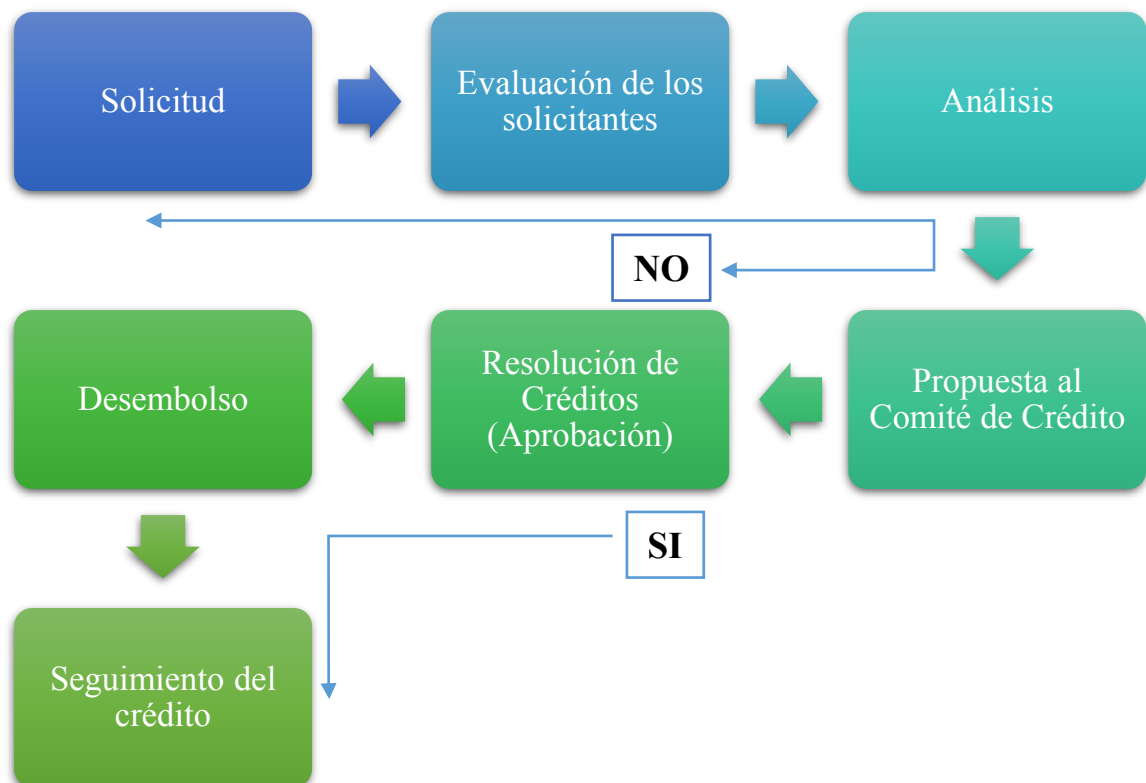 Solicitud
Evaluación de los
solicitantes
Análisis
NO
Desembolso
Resolución de
Créditos
(Aprobación)
Propuesta al
Comité de Crédito
SI
Seguimiento del
crédito